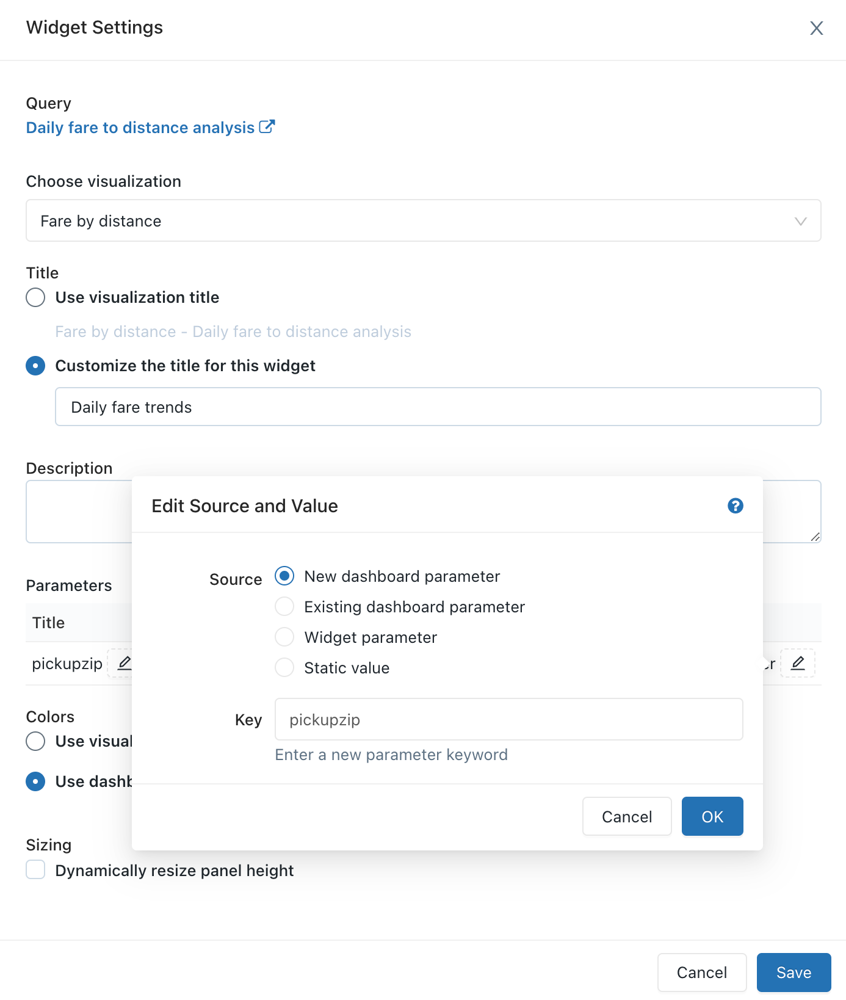 Widget Settings
Query
Daily fare to distance analysis
Choose visualization
Fare by distance
Title
Use visualization title
Fare by distance - Daily fare to distance analysis
Customize the title for this widget
Daily fare trends
Description
Edit Source and Value
Source
New dashboard parameter
Existing dashboard parameter
Widget parameter
Static value
Key
pickupzip
Enter a new parameter keyword
Cancel
OK
Parameters
Title
pickupzip
Colors
Use visual
Use dashb
Sizing
Dynamically resize panel height
Cancel
Save